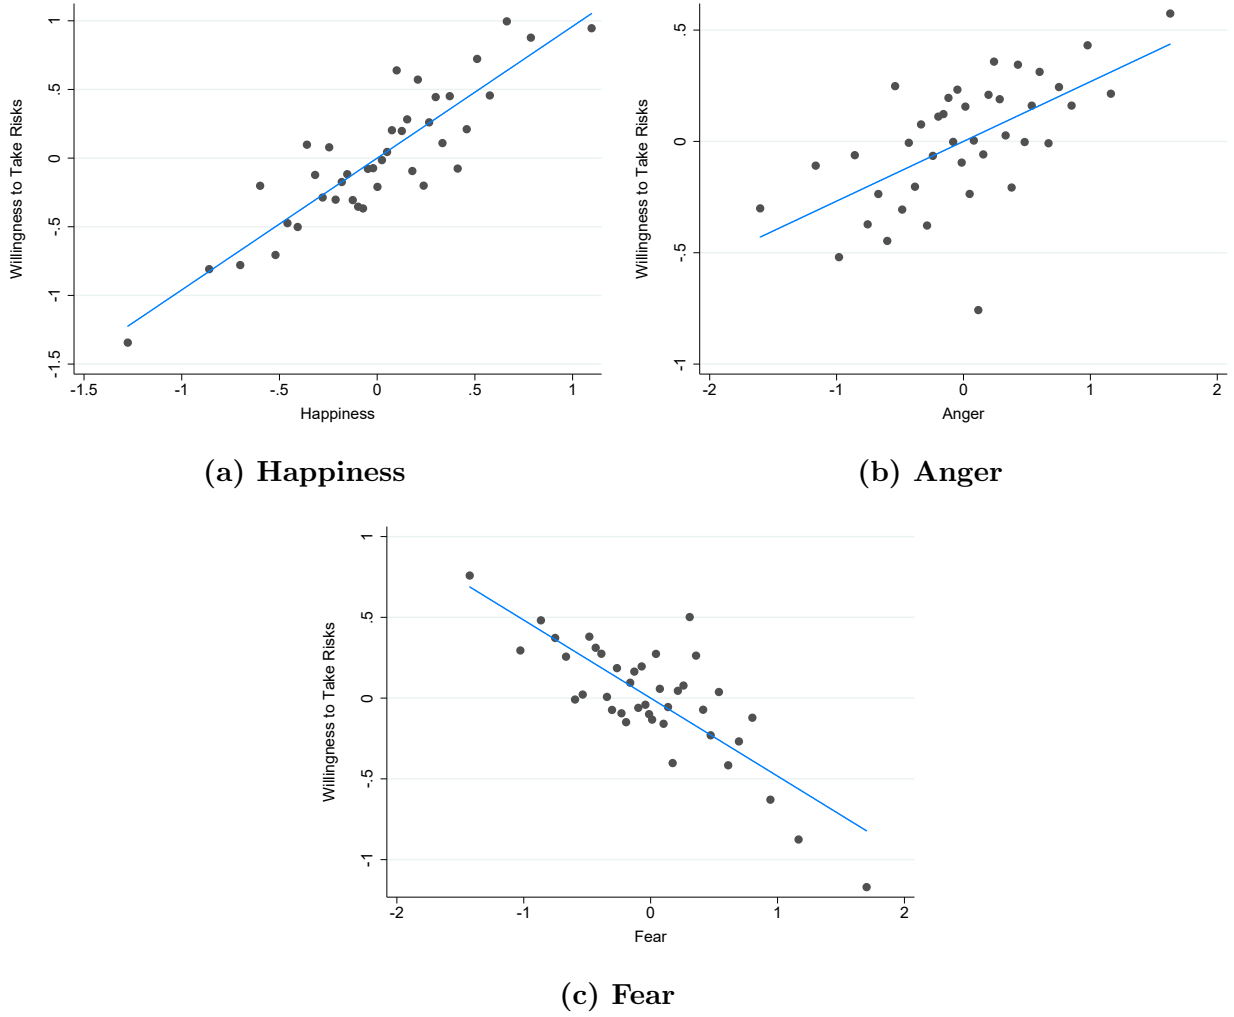 Willingness to Take Risks
1
.5
0
-.5
-1
-1.5
-1.5 -1 -.5 0 .5 1
Happiness
(a) Happiness
Willingness to Take Risks
.5
0
-.5
-1
-2 -1 0 1 2
Anger
(b) Anger
Willingness to Take Risks
1
.5
0
-.5
-1
-2 -1 0 1 2
Fear
(c) Fear